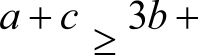 a + c ≥ 3b +